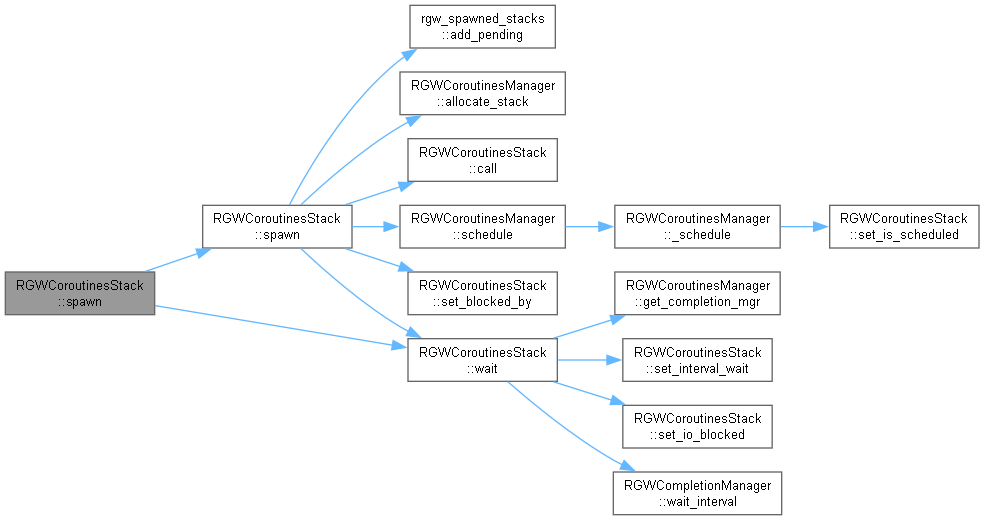 rgw_spawned_stacks
::add_pending
RGWCoroutinesManager
::allocate_stack
RGWCoroutinesStack
::call
RGWCoroutinesStack
::spawn
RGWCoroutinesManager
::schedule
RGWCoroutinesManager
::_schedule
RGWCoroutinesStack
::set_is_scheduled
RGWCoroutinesStack
::spawn
RGWCoroutinesStack
::set_blocked_by
RGWCoroutinesManager
::get_completion_mgr
RGWCoroutinesStack
::wait
RGWCoroutinesStack
::set_interval_wait
RGWCoroutinesStack
::set_io_blocked
RGWCompletionManager
::wait_interval